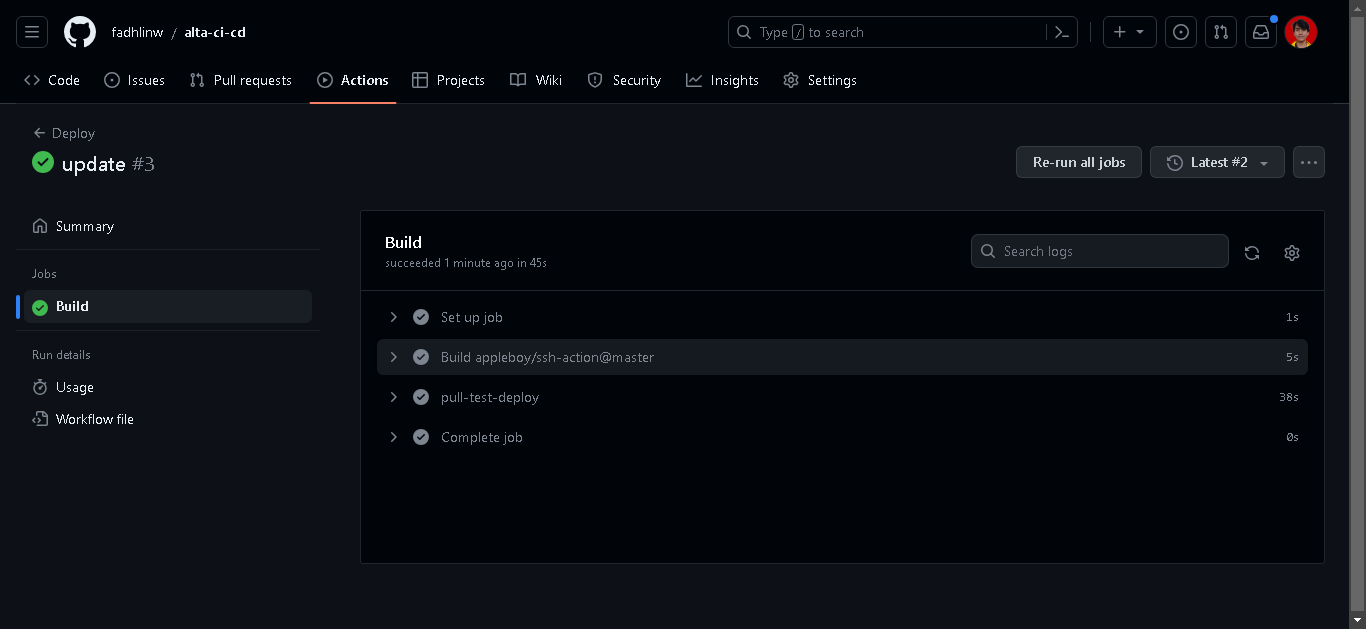 fadhlinw / alta-ci-cd
Type / to search
Code Issues Pull requests Actions Projects Wiki Security Insights Settings
Deploy
update #3
Re-run all jobs Latest #2
Summary
Jobs
Build
Run details
Usage
Workflow file
Build
succeeded 1 minute ago in 45s
Search logs
Set up job 1s
Build appleboy/ssh-action@master 5s
pull-test-deploy 38s
Complete job 0s